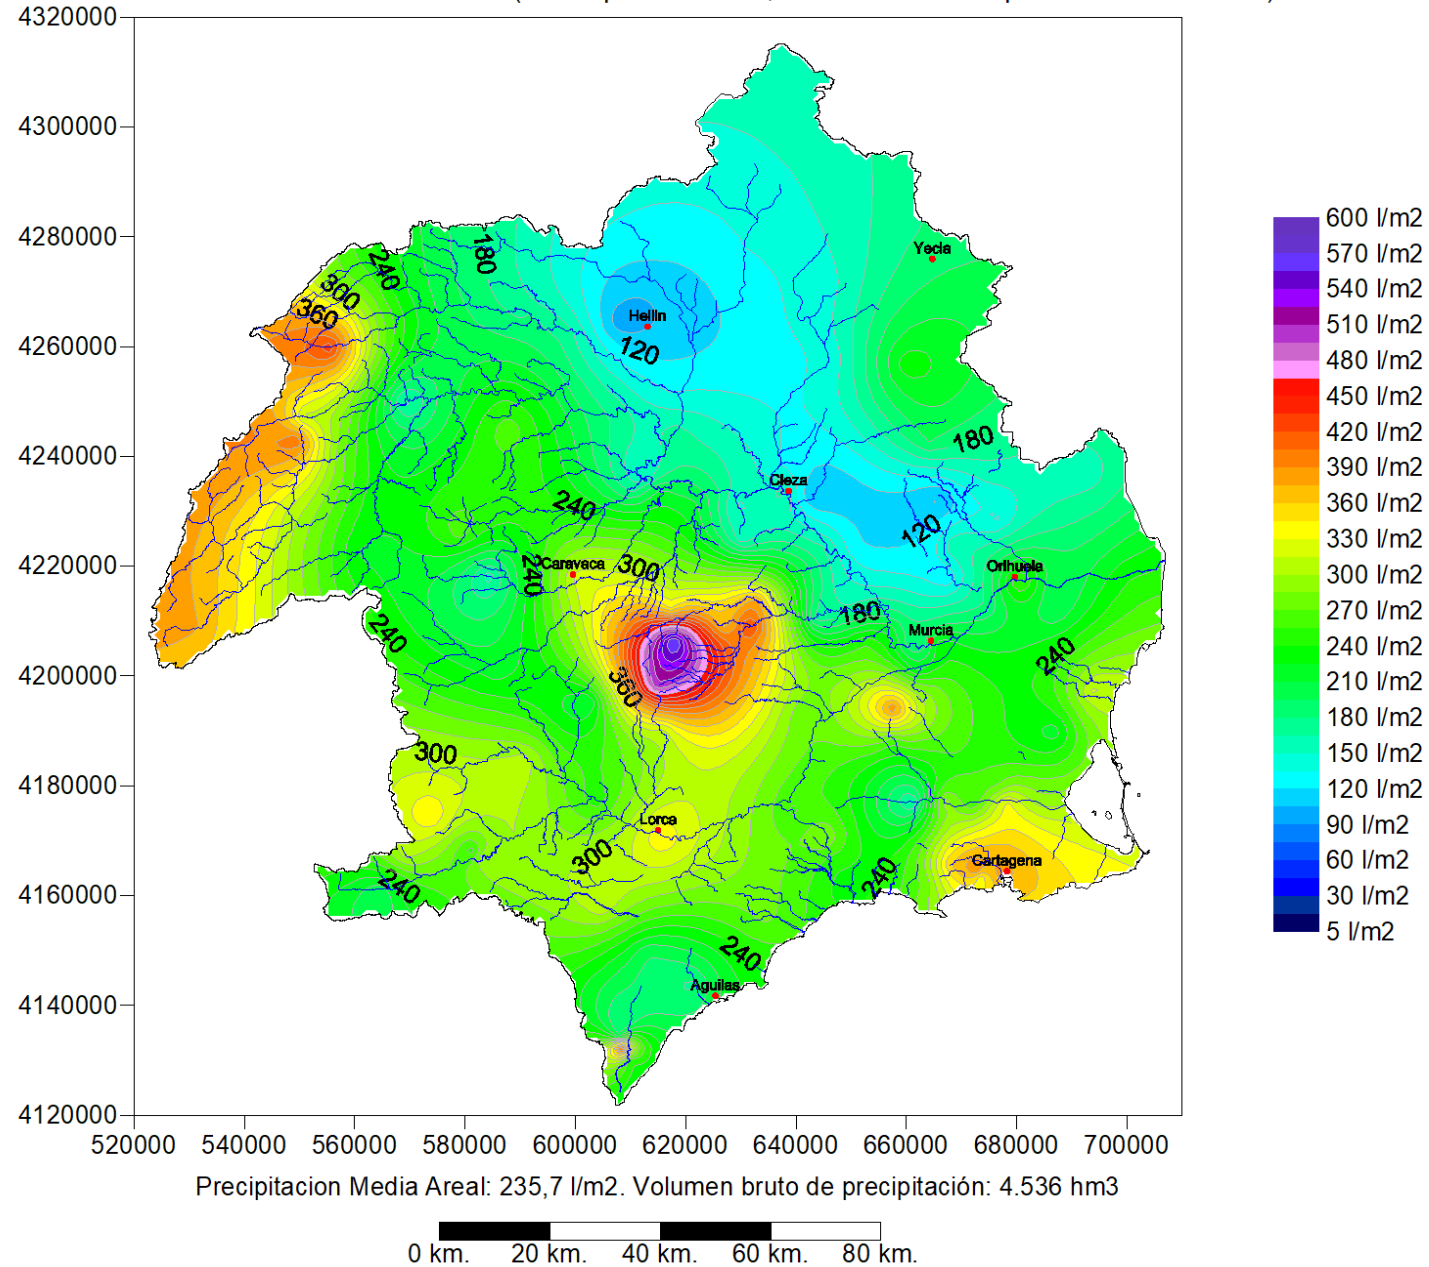 4320000
4300000
4280000
4260000
4240000
4220000
4200000
4180000
4160000
4140000
4120000
520000 540000 560000 580000 600000 620000 640000 660000 680000 700000
180
240
300
360
Yecla
Hellin
120
180
Cieza
240
120
240
Caravaca
300
Orihuela
180
Murcia
240
240
360
300
Lorca
300
Cartagena
240
240
240
Aguilas
600 l/m2
570 l/m2
540 l/m2
510 l/m2
480 l/m2
450 l/m2
420 l/m2
390 l/m2
360 l/m2
330 l/m2
300 l/m2
270 l/m2
240 l/m2
210 l/m2
180 l/m2
150 l/m2
120 l/m2
90 l/m2
60 l/m2
30 l/m2
5 l/m2
Precipitacion Media Areal: 235,7 l/m2. Volumen bruto de precipitación: 4.536 hm3
0 km. 20 km. 40 km. 60 km. 80 km.